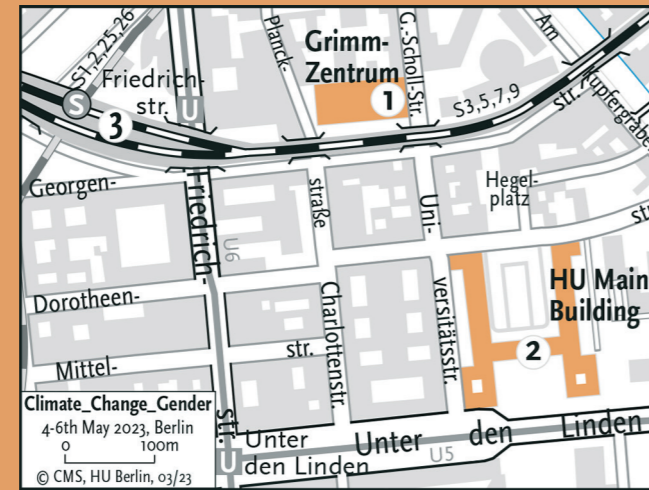 S1,2,25,26
Planck-
Grimm-
Zentrum
G.-Scholl-Str.
Am
Kupfergraben
Friedrich-
str.
U
S
3
1
S3,5,7,9
str.
Georgen-
Friedrich-
straße
Uni-
Hegel-
platz
str.
U6
Dorotheen-
Charlottenstr.
versitätsstr.
HU Main
Building
2
Mittel-
str.
Climate_Change_Gender
4-6th May 2023, Berlin
0 100m
© CMS, HU Berlin, 03/23
str.
U
Unter
den Linden
Unter den Linden
U5